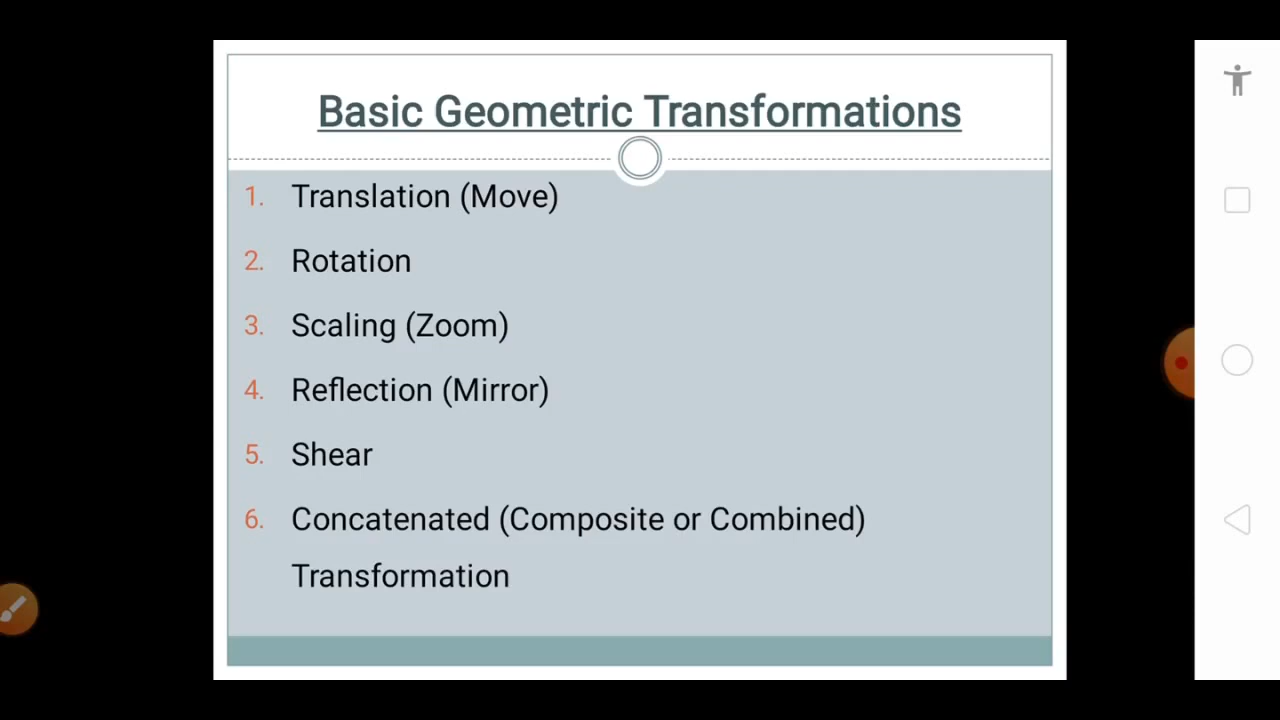 Basic Geometric Transformations
1. Translation (Move)
2. Rotation
3. Scaling (Zoom)
4. Reflection (Mirror)
5. Shear
6. Concatenated (Composite or Combined)
Transformation